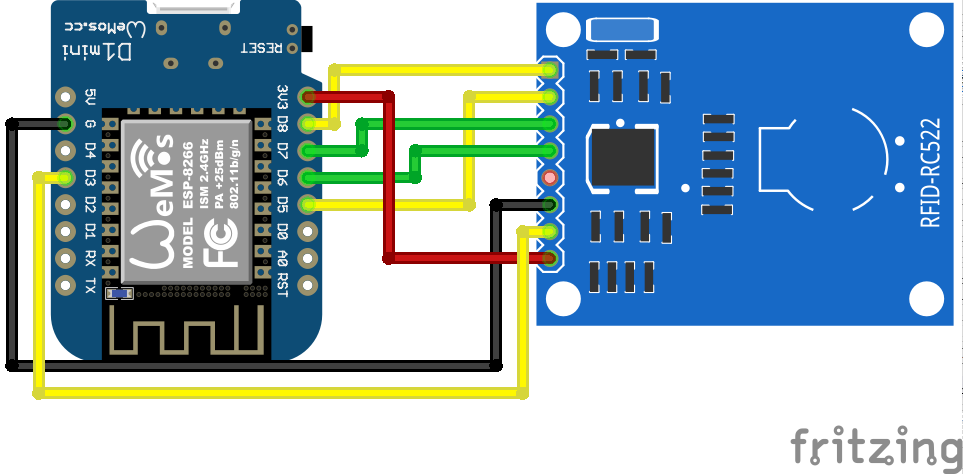 WeMos.cc
D1mini
RESET
5V
G
D4
D3
D2
D1
RX
TX
3V3
D8
D7
D6
D5
D0
A0
RST
WeMos
MODEL ESP-8266
ISM 2.4GHz
PA +25dBm
802.11b/g/n
FC
RFID-RC522
fritzing